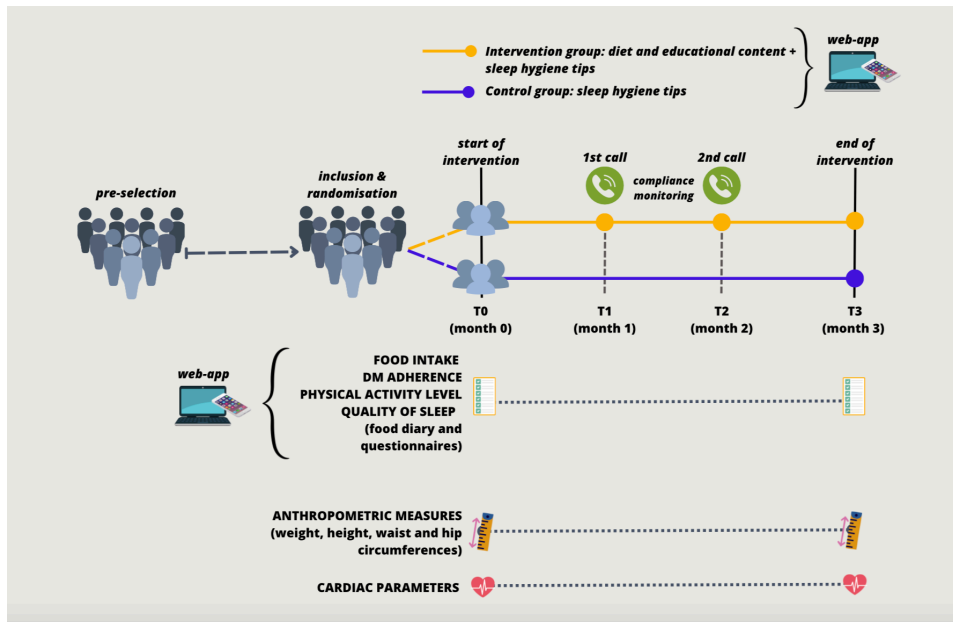 web-app
Intervention group: diet and educational content +
sleep hygiene tips
Control group: sleep hygiene tips
start of
intervention
1st call
2nd call
end of
intervention
pre-selection
inclusion &
randomisation
compliance
monitoring
T0
(month 0)
T1
(month 1)
T2
(month 2)
T3
(month 3)
web-app
FOOD INTAKE
DM ADHERENCE
PHYSICAL ACTIVITY LEVEL
QUALITY OF SLEEP
(food diary and
questionnaires)
ANTHROPOMETRIC MEASURES
(weight, height, waist and hip
circumferences)
CARDIAC PARAMETERS